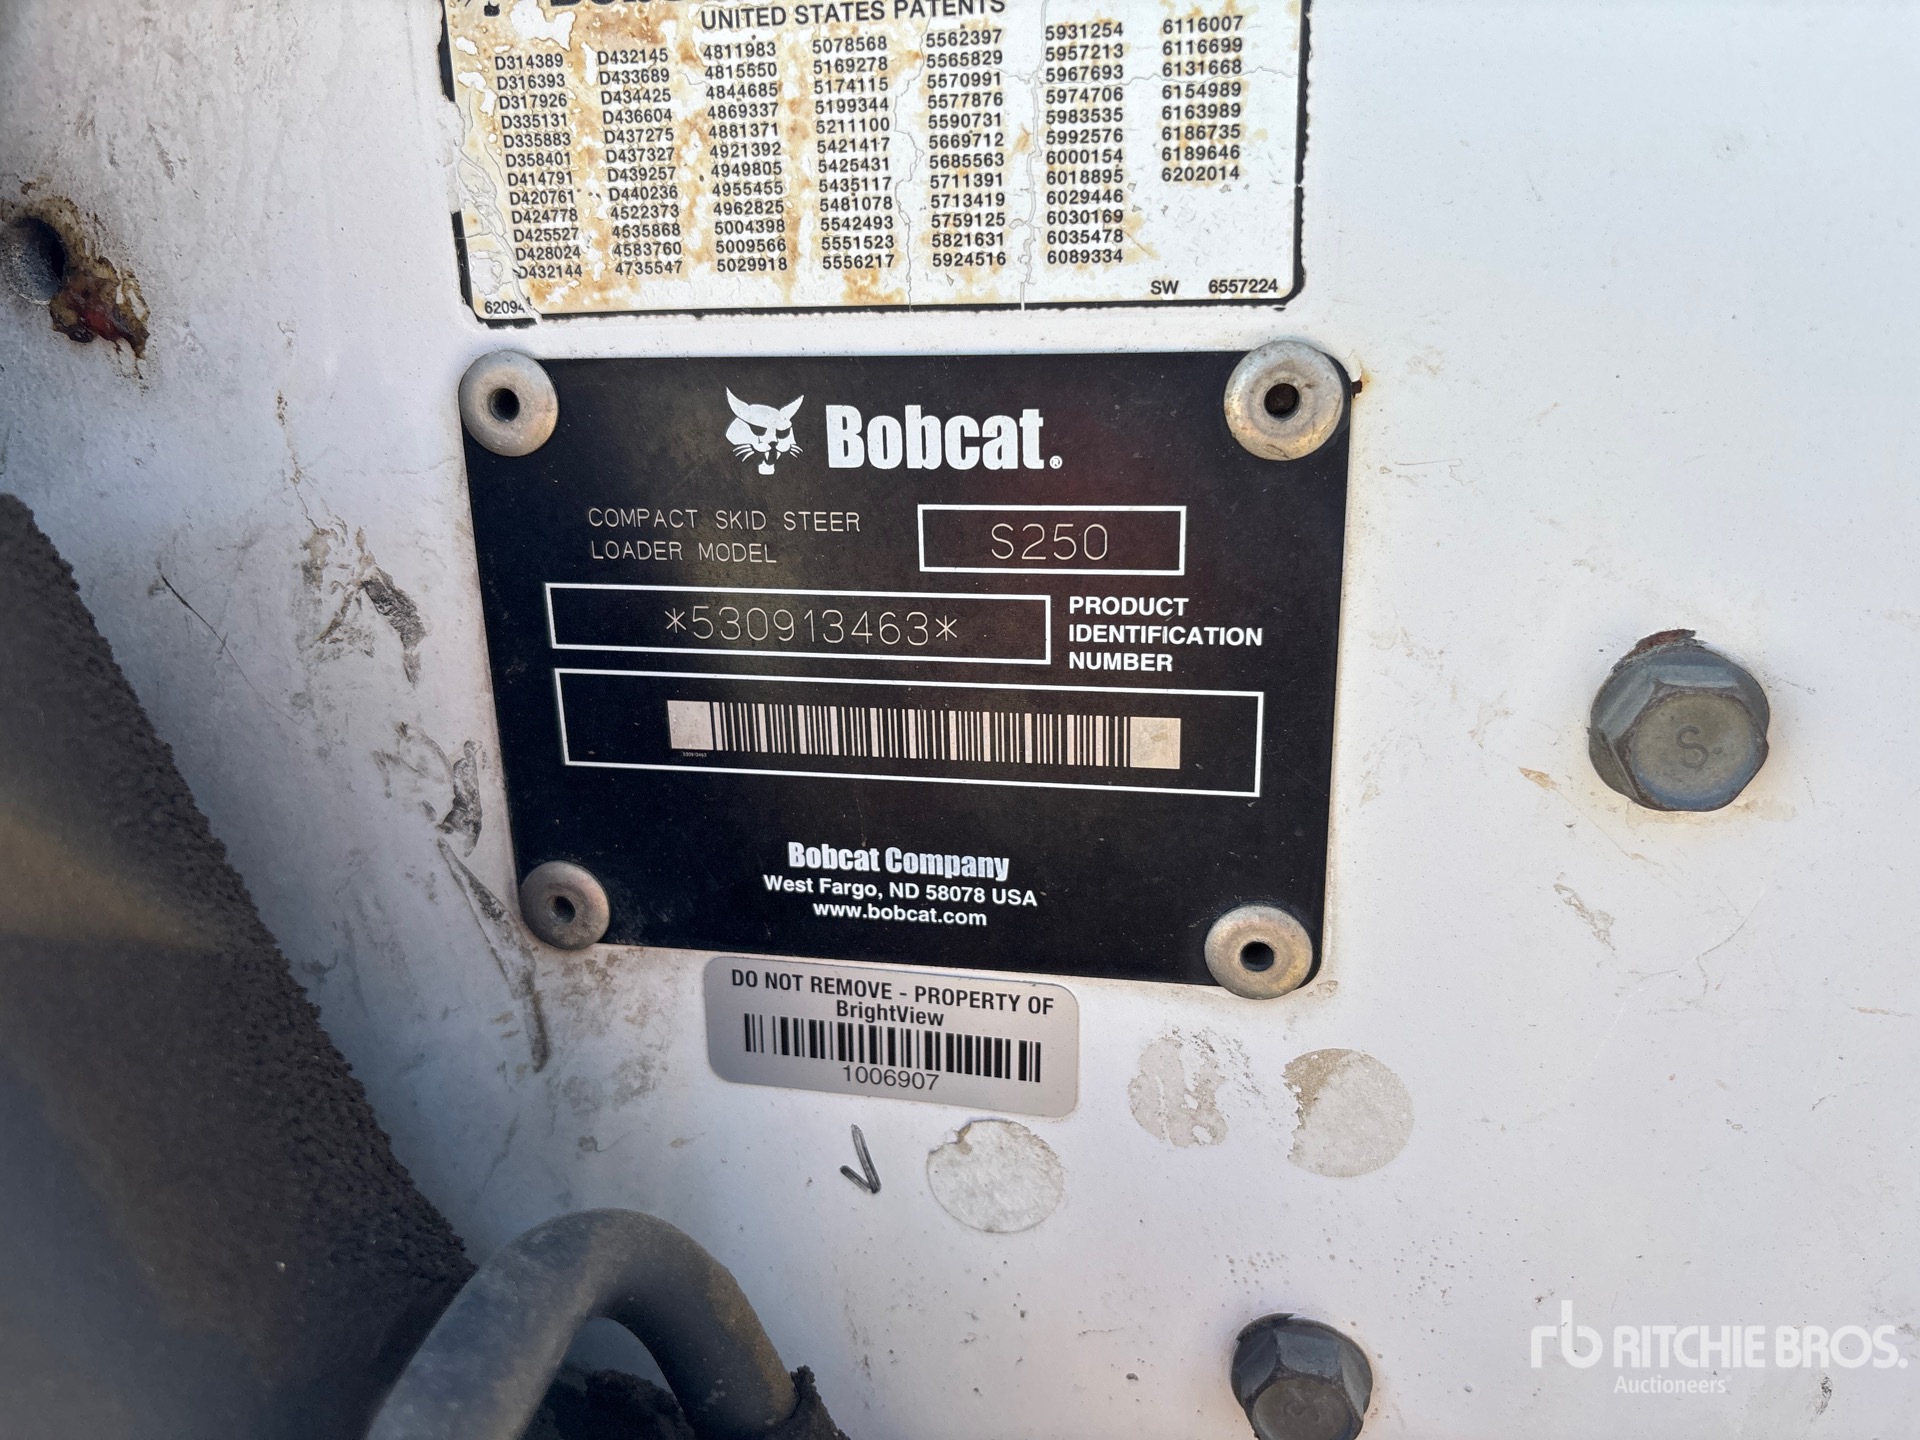 UNITED STATES PATENTS
D314389 D432145 4811983 5078568 5562397 5931254 6116007
D316393 D433689 4815550 5169278 5565829 5957213 6116699
D317926 D434425 4844685 5174115 5570991 5967693 6131668
D335131 D436604 4869337 5199344 5577876 5974706 6154989
D335883 D437275 4881371 5211100 5590731 5983535 6163989
D358401 D437327 4921392 5421417 5669712 5992576 6186735
D414791 D439257 4949805 5425431 5685563 6000154 6189646
D420761 D440236 4955455 5435117 5711391 6018895 6202014
D424778 4522373 4962825 5481078 5713419 6029446
D425527 4535868 5004398 5542493 5759125 6030169
D428024 4583760 5009566 5551523 5821631 6035478
D432144 4735547 5029918 5556217 5924516 6089334
SW 6557224
Bobcat®
COMPACT SKID STEER
LOADER MODEL
S250
*530913463*
PRODUCT
IDENTIFICATION
NUMBER
530913463
Bobcat Company
West Fargo, ND 58078 USA
www.bobcat.com
DO NOT REMOVE - PROPERTY OF
BrightView
1006907
S
rb RITCHIE BROS.
Auctioneers